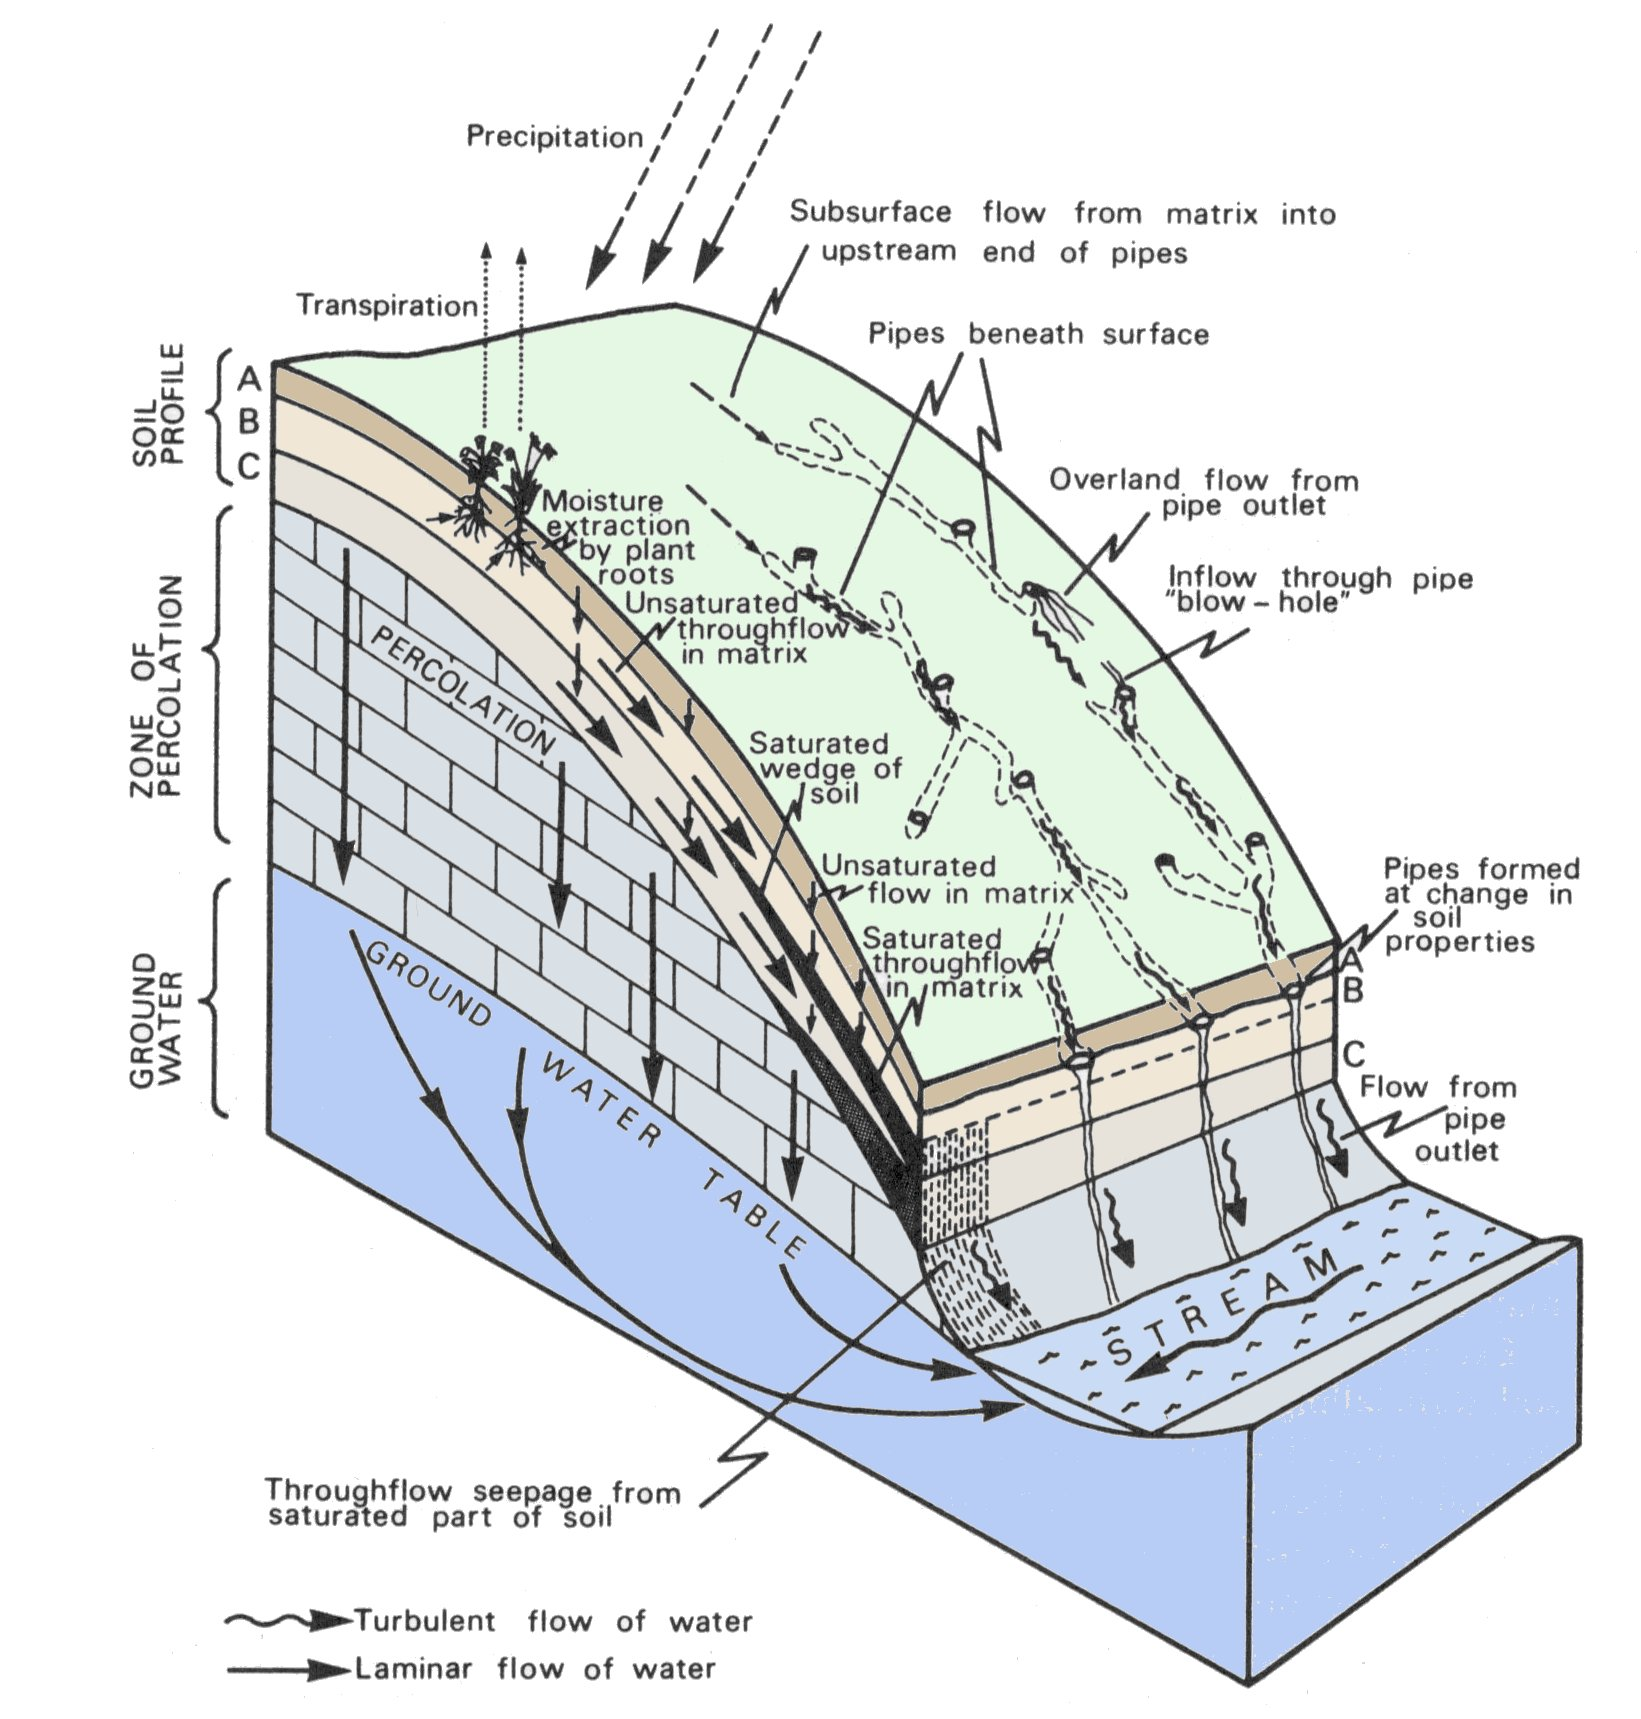 Precipitation
Subsurface flow from matrix into
upstream end of pipes
Transpiration
Pipes beneath surface
SOIL
PROFILE
A
B
C
Overland flow from
pipe outlet
Moisture
extraction
by plant
roots
Inflow through pipe
"blow-hole"
Unsaturated
throughflow
in matrix
ZONE OF
PERCOLATION
PERCOLATION
Saturated
wedge of
soil
Unsaturated
flow in matrix
Pipes formed
at change in
soil
properties
Saturated
throughflow
in matrix
A
B
C
GROUND
WATER
GROUND WATER TABLE
Flow from
pipe
outlet
STREAM
Throughflow seepage from
saturated part of soil
Turbulent flow of water
Laminar flow of water